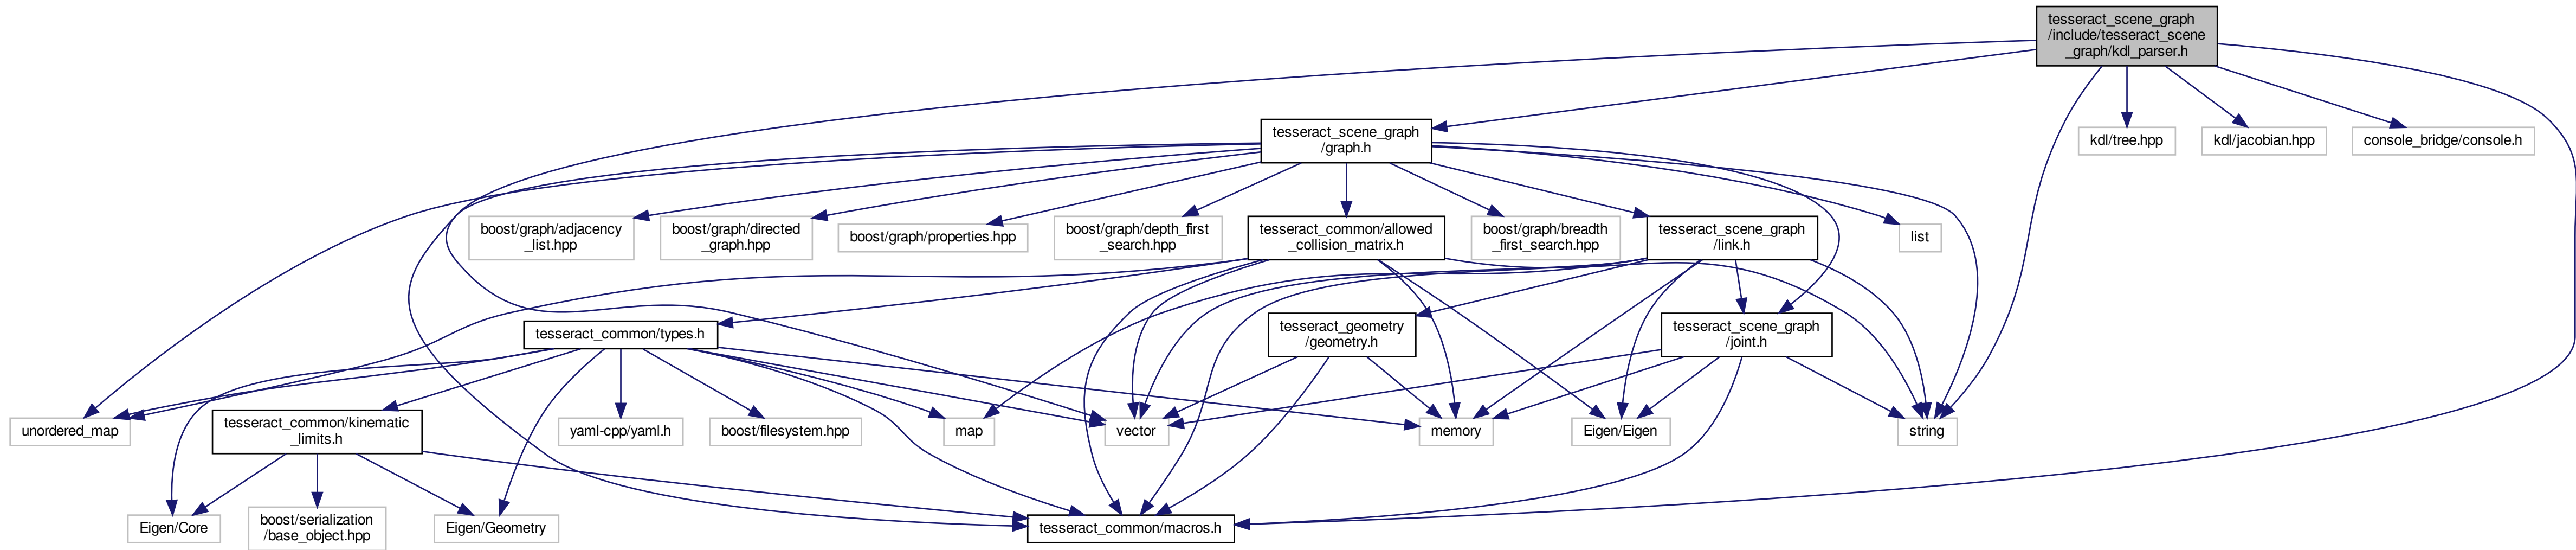 tesseract_scene_graph
/include/tesseract_scene
_graph/kdl_parser.h
tesseract_scene_graph
/graph.h
kdl/tree.hpp
kdl/jacobian.hpp
console_bridge/console.h
boost/graph/adjacency
_list.hpp
boost/graph/directed
_graph.hpp
boost/graph/properties.hpp
boost/graph/depth_first
_search.hpp
tesseract_common/allowed
_collision_matrix.h
boost/graph/breadth
_first_search.hpp
tesseract_scene_graph
/link.h
list
tesseract_common/types.h
tesseract_geometry
/geometry.h
tesseract_scene_graph
/joint.h
unordered_map
tesseract_common/kinematic
_limits.h
yaml-cpp/yaml.h
boost/filesystem.hpp
map
vector
memory
Eigen/Eigen
string
Eigen/Core
boost/serialization
/base_object.hpp
Eigen/Geometry
tesseract_common/macros.h